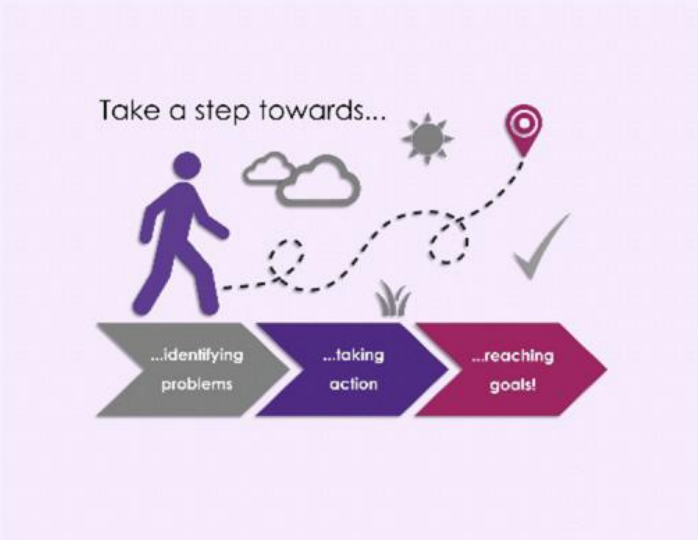 Take a step towards...
...identifying
problems
...taking
action
...reaching
goals!